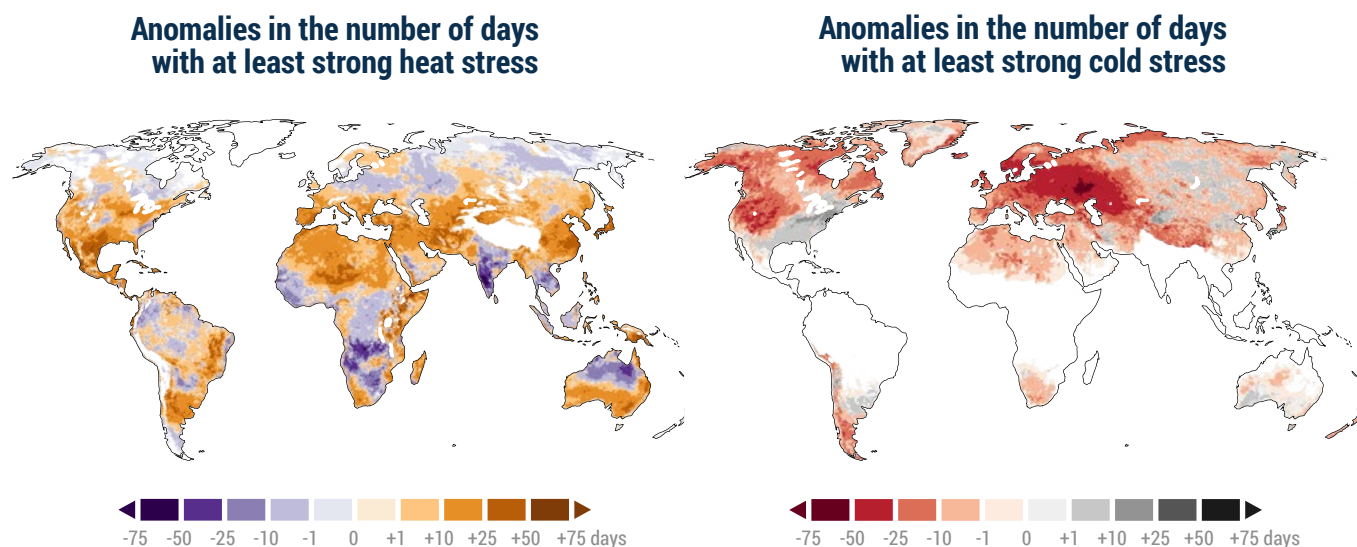 Anomalies in the number of days
with at least strong heat stress
Anomalies in the number of days
with at least strong cold stress
-75 -50 -25 -10 -1 0 +1 +10 +25 +50 +75 days
-75 -50 -25 -10 -1 0 +1 +10 +25 +50 +75 days